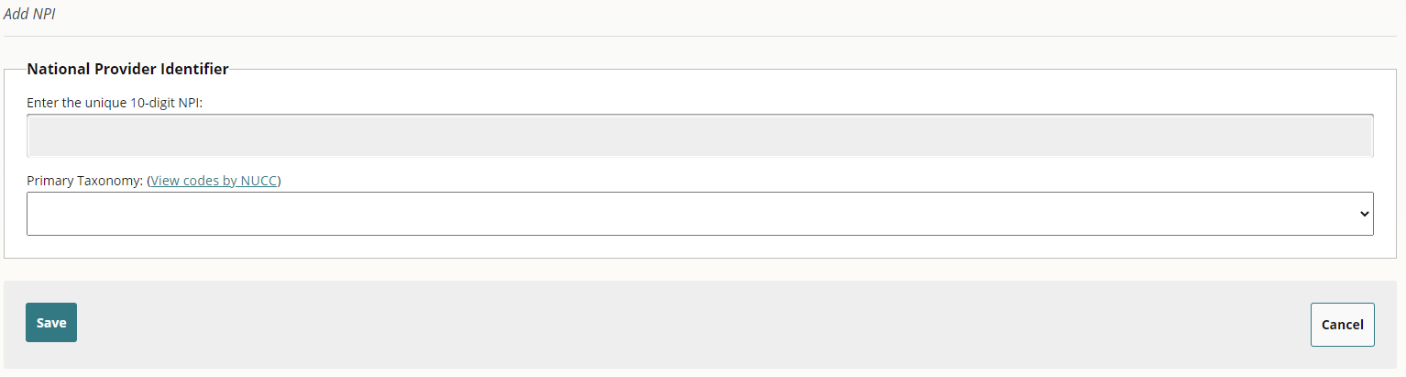 Add NPI
National Provider Identifier
Enter the unique 10-digit NPI:
Primary Taxonomy: (View codes by NUCC)
Save
Cancel